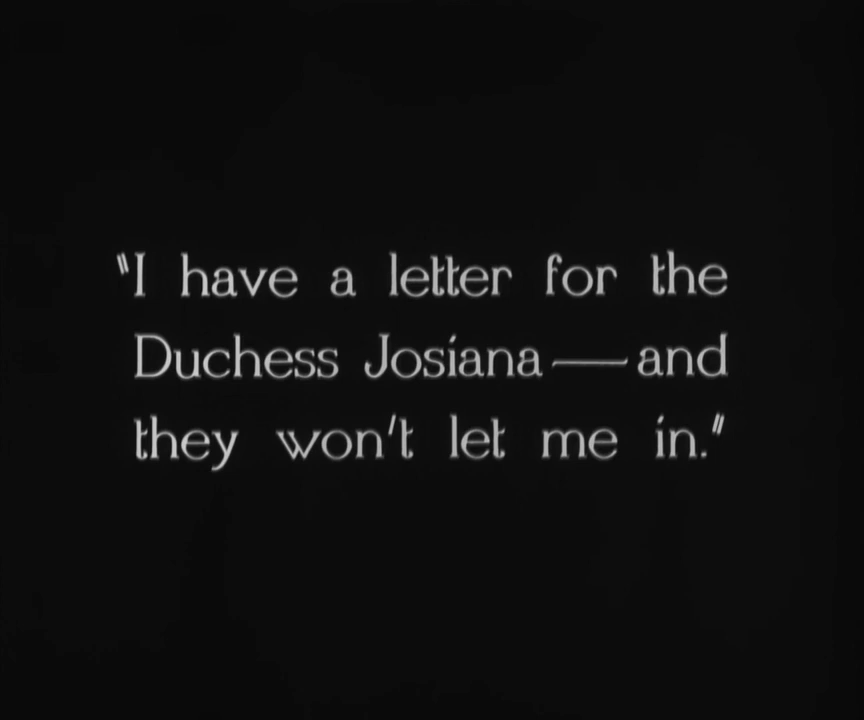 "I have a letter for the
Duchess Josiana — and
they won't let me in."